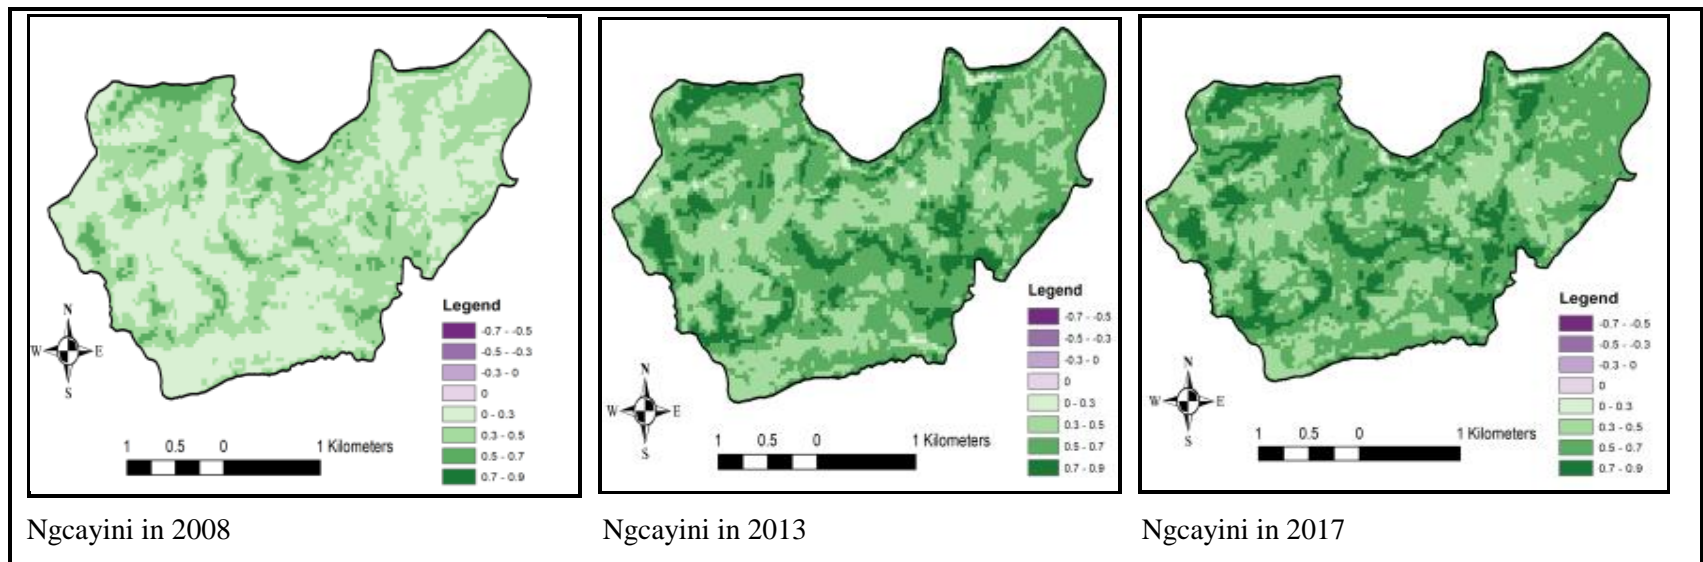 N
W E
S
Legend
-0.7 - -0.5
-0.5 - -0.3
-0.3 - 0
0
0 - 0.3
0.3 - 0.5
0.5 - 0.7
0.7 - 0.9
1 0.5 0 1 Kilometers
Ngcayini in 2008
N
W E
S
Legend
-0.7 - -0.5
-0.5 - -0.3
-0.3 - 0
0
0 - 0.3
0.3 - 0.5
0.5 - 0.7
0.7 - 0.9
1 0.5 0 1 Kilometers
Ngcayini in 2013
N
W E
S
Legend
-0.7 - -0.5
-0.5 - -0.3
-0.3 - 0
0
0 - 0.3
0.3 - 0.5
0.5 - 0.7
0.7 - 0.9
1 0.5 0 1 Kilometers
Ngcayini in 2017